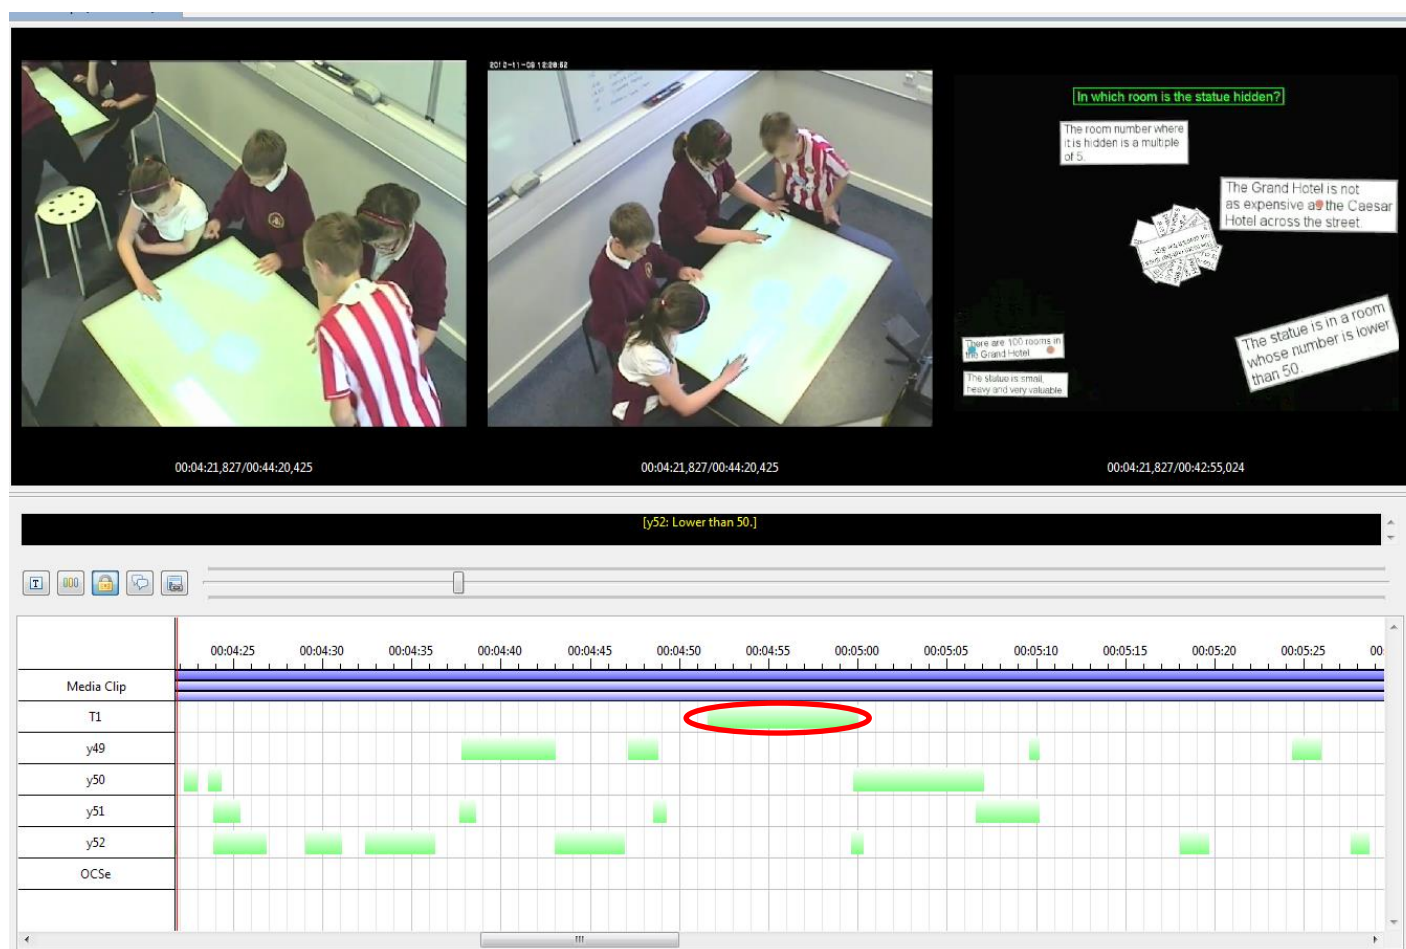 2012-11-08 12:28:52
In which room is the statue hidden?
The room number where
it is hidden is a multiple
of 5.
The Grand Hotel is not
as expensive as the Caesar
Hotel across the street.
The statue is in a room
whose number is lower
than 50.
There are 100 rooms in
the Grand Hotel
The statue is small,
heavy and very valuable
00:04:21,827/00:44:20,425
00:04:21,827/00:44:20,425
00:04:21,827/00:42:55,024
[y52: Lower than 50.]
00:04:25 00:04:30 00:04:35 00:04:40 00:04:45 00:04:50 00:04:55 00:05:00 00:05:05 00:05:10 00:05:15 00:05:20 00:05:25 00:
Media Clip
T1
y49
y50
y51
y52
OCSe